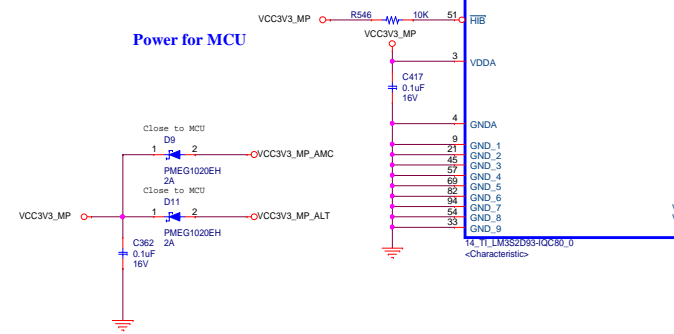 VCC3V3_MP R546 10K 51 HIB
VCC3V3_MP
Power for MCU
3 VDDA
C417
0.1uF
16V
4 GNDA
Close to MCU
D9
1 2 VCC3V3_MP_AMC
PMEG1020EH
2A
9 GND_1
21 GND_2
45 GND_3
57 GND_4
69 GND_5
82 GND_6
94 GND_7
54 GND_8
33 GND_9
Close to MCU
D11
VCC3V3_MP 1 2 VCC3V3_MP_ALT
PMEG1020EH
2A
C362
0.1uF
16V
14_TI_LM3S2D93-IQC80_0
<Characteristic>